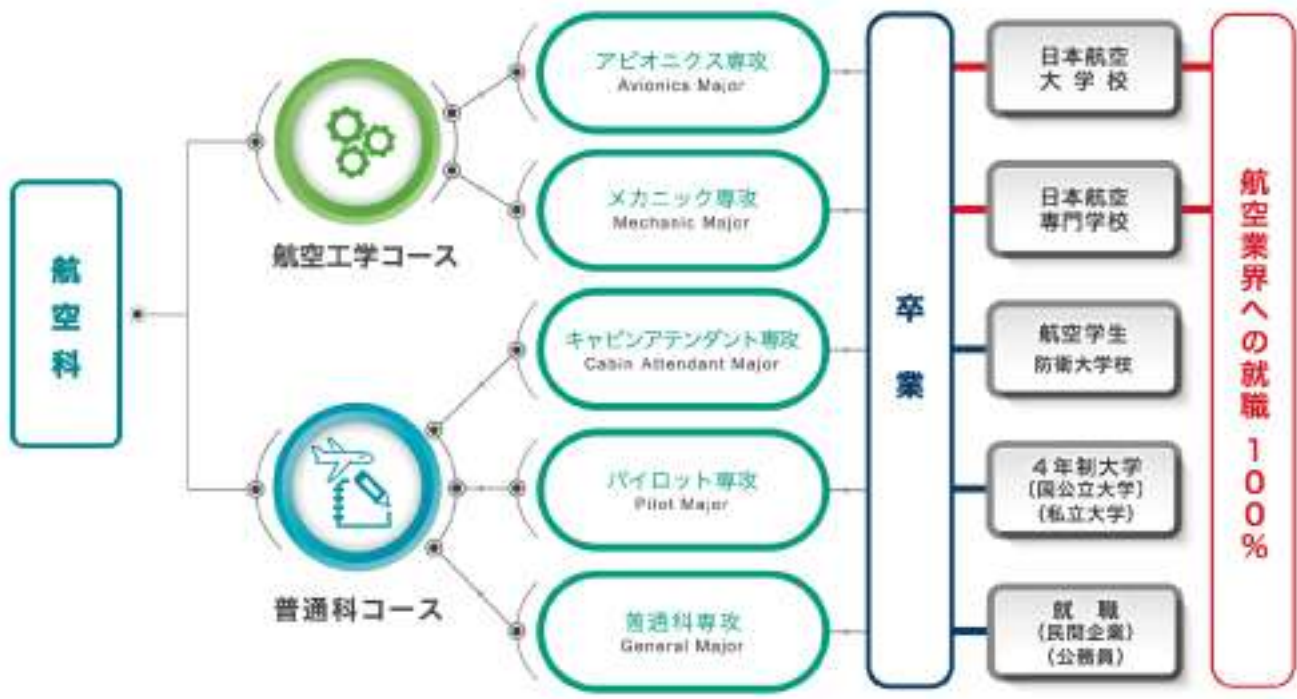 航空科
航空工学コース
普通科コース
アビオニクス専攻
Avionics Major
メカニック専攻
Mechanic Major
キャビンアテンダント専攻
Cabin Attendant Major
パイロット専攻
Pilot Major
普通科専攻
General Major
卒業
日本航空
大学校
日本航空
専門学校
航空学生
防衛大学校
4年制大学
(国公立大学)
(私立大学)
就職
(民間企業)
(公務員)
航空業界への就職100%